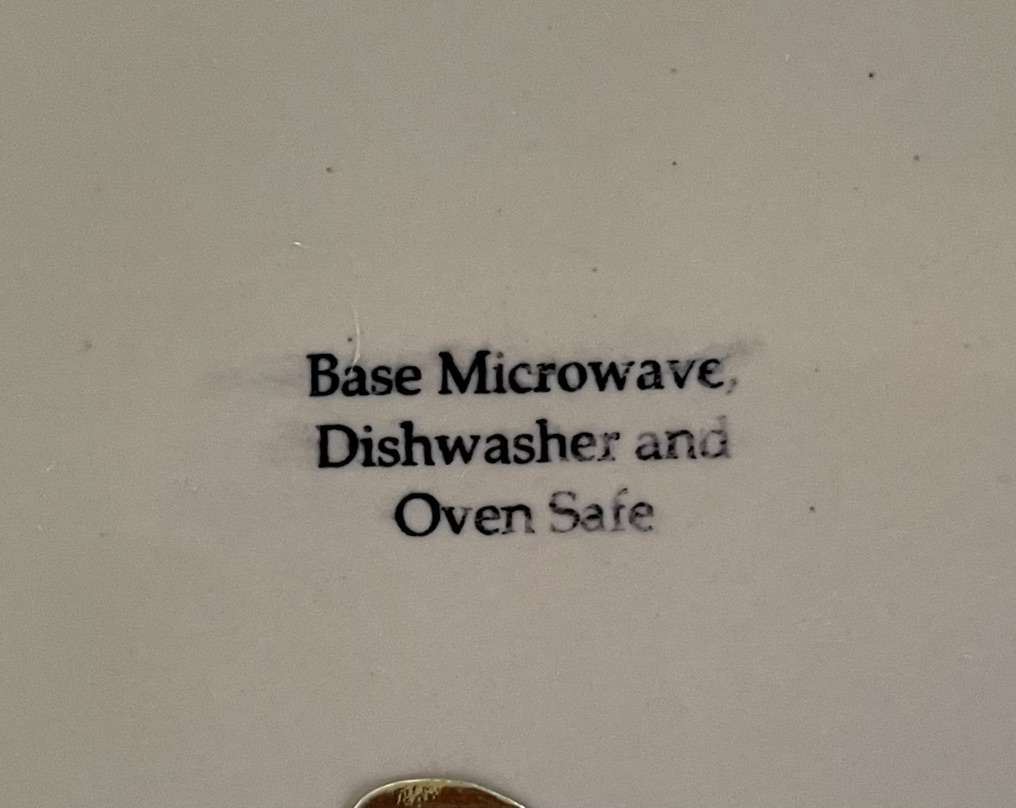 Base Microwave,
Dishwasher and
Oven Safe